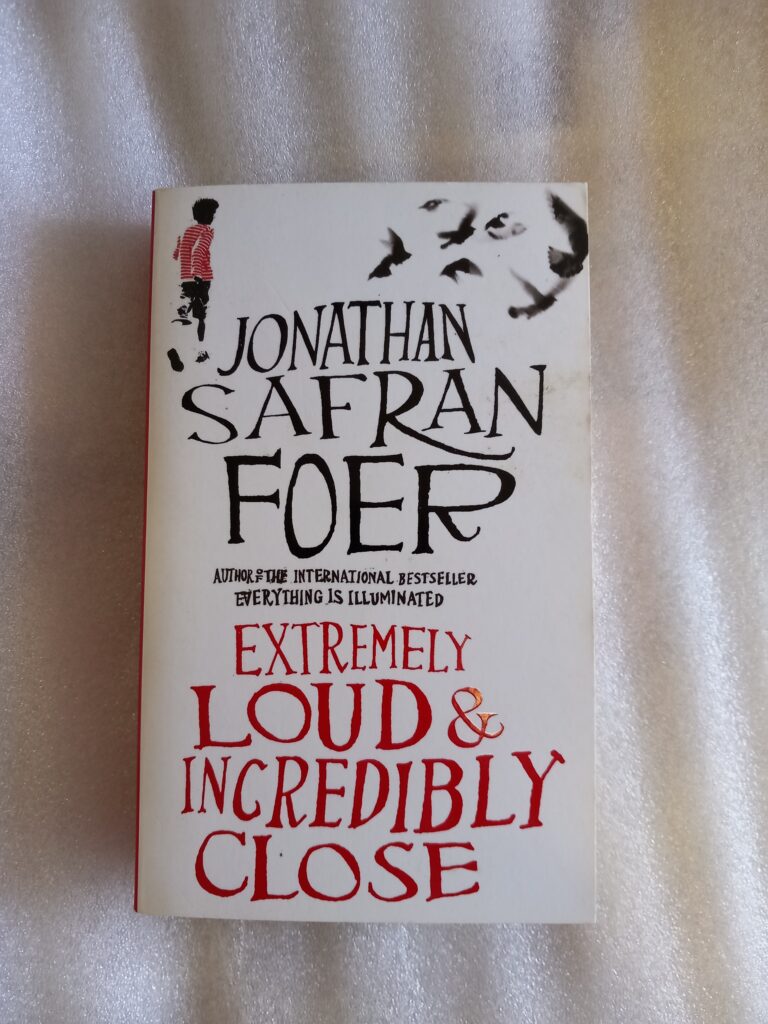 JONATHAN
SAFRAN
FOER
AUTHOR OF THE INTERNATIONAL BESTSELLER
EVERYTHING IS ILLUMINATED
EXTREMELY
LOUD &
INCREDIBLY
CLOSE